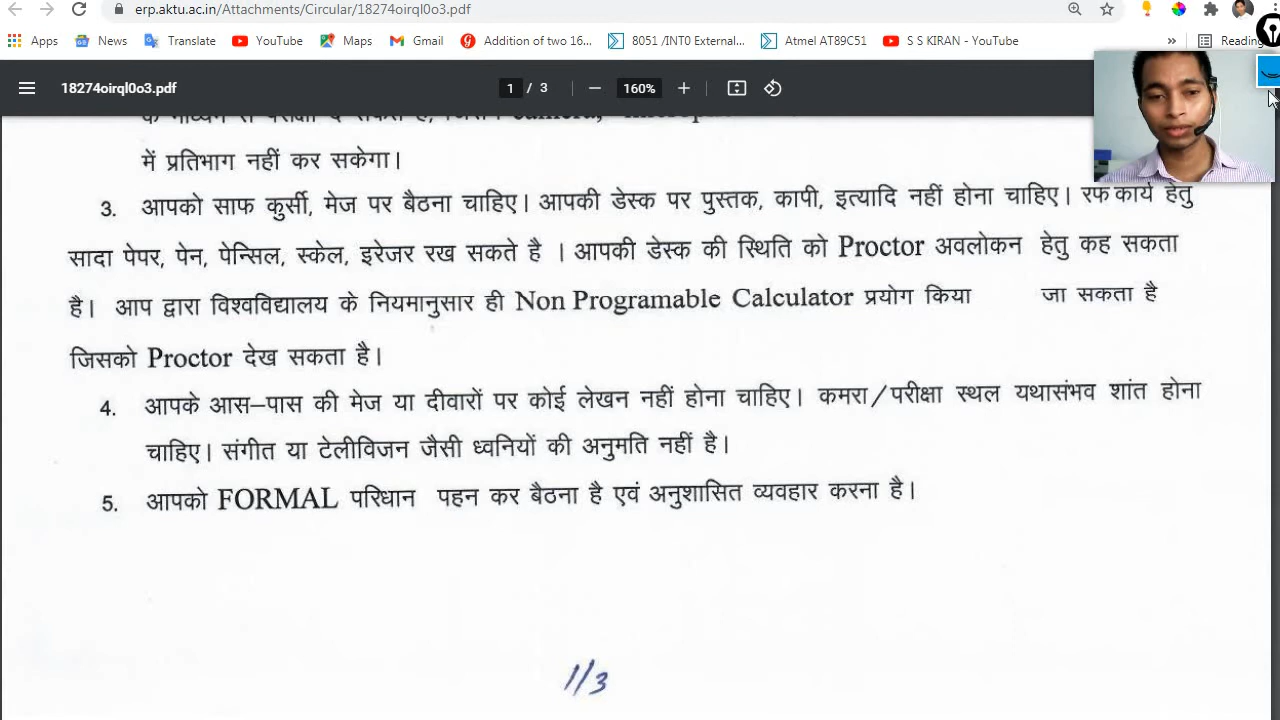 erp.aktu.ac.in/Attachments/Circular/18274oirql0o3.pdf
Apps News Translate YouTube Maps Gmail Addition of two 16... 8051 /INT0 External... Atmel AT89C51 S S KIRAN - YouTube » Reading
18274oirql0o3.pdf 1 / 3 160%
में प्रतिभाग नहीं कर सकेगा।
3. आपको साफ कुर्सी, मेज पर बैठना चाहिए। आपकी डेस्क पर पुस्तक, कापी, इत्यादि नहीं होना चाहिए। रफ कार्य हेतु
सादा पेपर, पेन, पेन्सिल, स्केल, इरेजर रख सकते है । आपकी डेस्क की स्थिति को Proctor अवलोकन हेतु कह सकता
है। आप द्वारा विश्वविद्यालय के नियमानुसार ही Non Programable Calculator प्रयोग किया जा सकता है
जिसको Proctor देख सकता है।
4. आपके आस–पास की मेज या दीवारों पर कोई लेखन नहीं होना चाहिए। कमरा/परीक्षा स्थल यथासंभव शांत होना
चाहिए। संगीत या टेलीविजन जैसी ध्वनियों की अनुमति नहीं है।
5. आपको FORMAL परिधान पहन कर बैठना है एवं अनुशासित व्यवहार करना है।
1/3